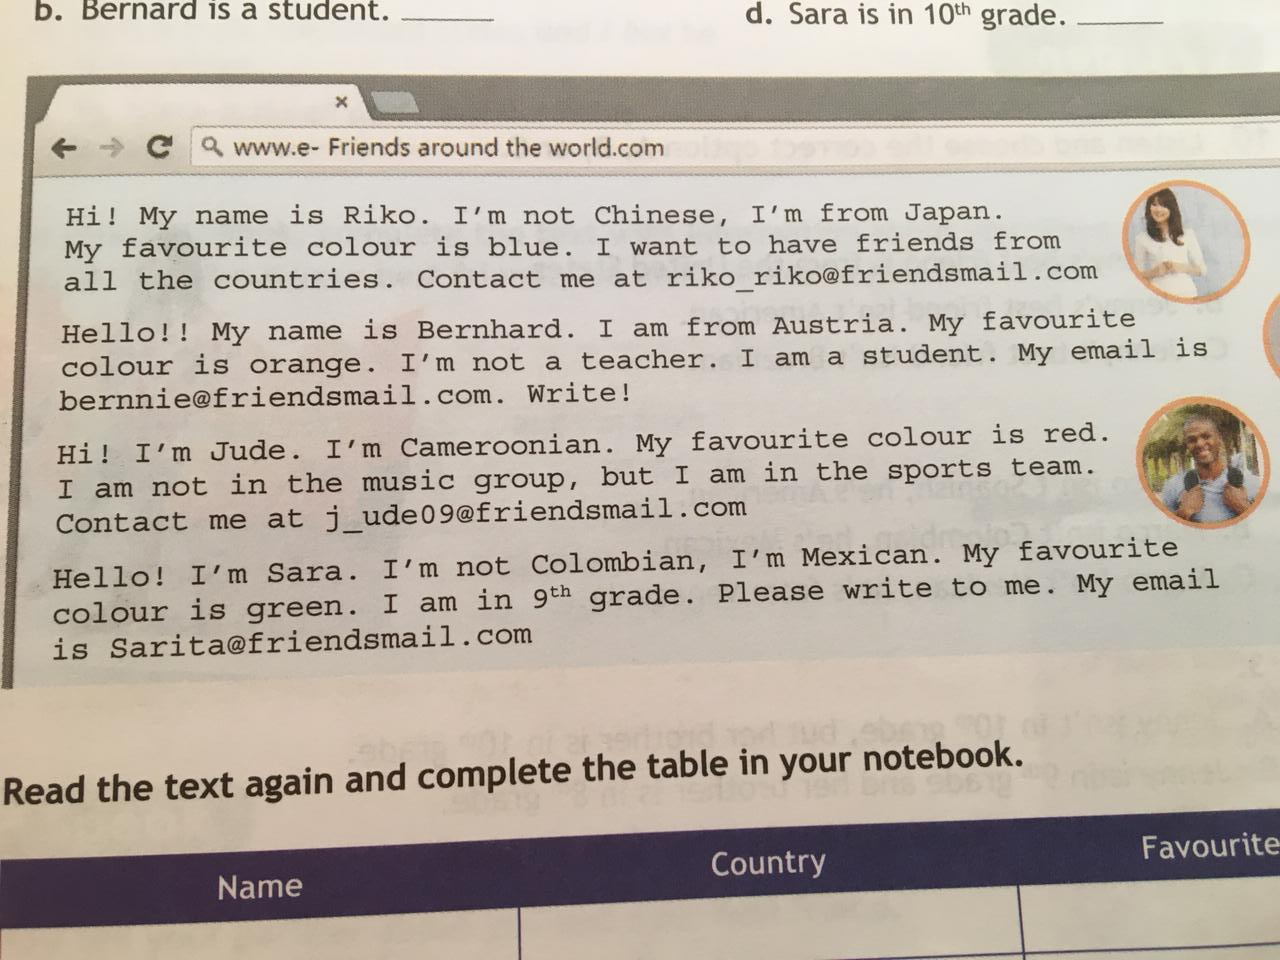 b. Bernard is a student. ______
d. Sara is in 10th grade. ______
www.e- Friends around the world.com
Hi! My name is Riko. I'm not Chinese, I'm from Japan.
My favourite colour is blue. I want to have friends from
all the countries. Contact me at riko_riko@friendsmail.com
Hello!! My name is Bernhard. I am from Austria. My favourite
colour is orange. I'm not a teacher. I am a student. My email is
bernnie@friendsmail.com. Write!
Hi! I'm Jude. I'm Cameroonian. My favourite colour is red.
I am not in the music group, but I am in the sports team.
Contact me at j_ude09@friendsmail.com
Hello! I'm Sara. I'm not Colombian, I'm Mexican. My favourite
colour is green. I am in 9th grade. Please write to me. My email
is Sarita@friendsmail.com
Read the text again and complete the table in your notebook.
Name
Country
Favourite